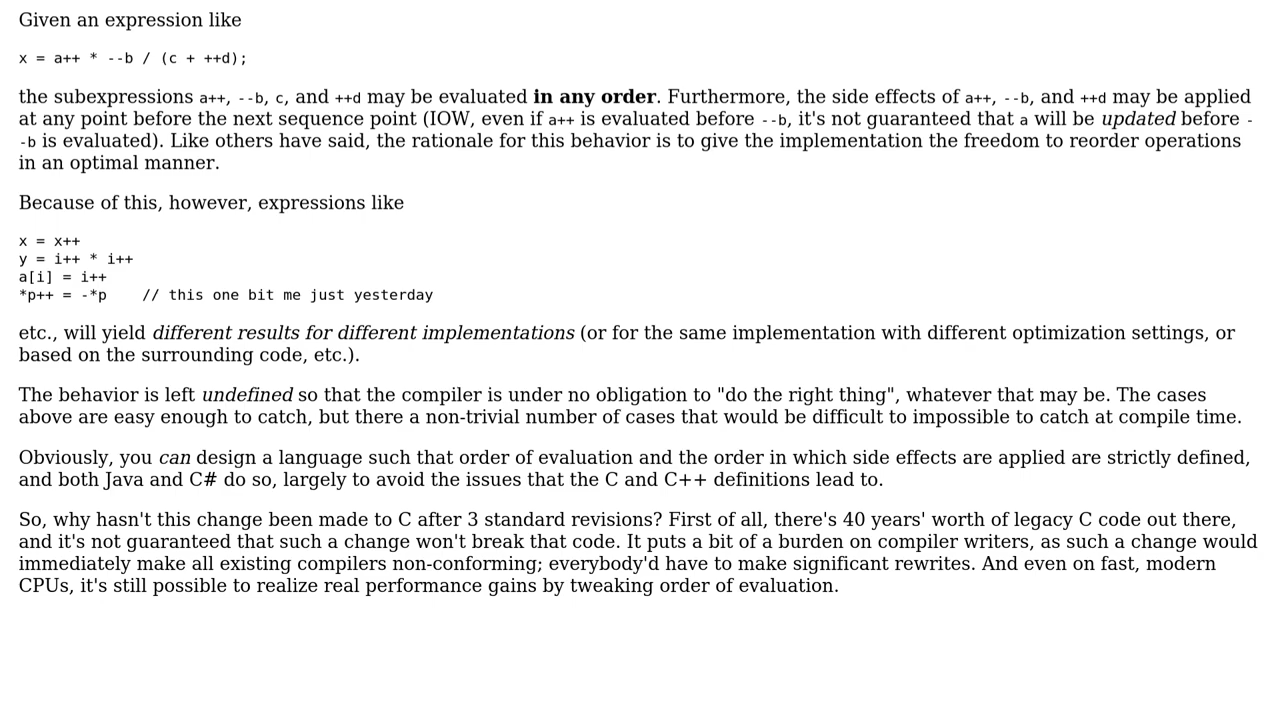 Given an expression like
x = a++ * --b / (c + ++d);
the subexpressions a++, --b, c, and ++d may be evaluated in any order. Furthermore, the side effects of a++, --b, and ++d may be applied
at any point before the next sequence point (IOW, even if a++ is evaluated before --b, it's not guaranteed that a will be updated before -
-b is evaluated). Like others have said, the rationale for this behavior is to give the implementation the freedom to reorder operations
in an optimal manner.
Because of this, however, expressions like
x = x++
y = i++ * i++
a[i] = i++
*p++ = -*p    // this one bit me just yesterday
etc., will yield different results for different implementations (or for the same implementation with different optimization settings, or
based on the surrounding code, etc.).
The behavior is left undefined so that the compiler is under no obligation to "do the right thing", whatever that may be. The cases
above are easy enough to catch, but there a non-trivial number of cases that would be difficult to impossible to catch at compile time.
Obviously, you can design a language such that order of evaluation and the order in which side effects are applied are strictly defined,
and both Java and C# do so, largely to avoid the issues that the C and C++ definitions lead to.
So, why hasn't this change been made to C after 3 standard revisions? First of all, there's 40 years' worth of legacy C code out there,
and it's not guaranteed that such a change won't break that code. It puts a bit of a burden on compiler writers, as such a change would
immediately make all existing compilers non-conforming; everybody'd have to make significant rewrites. And even on fast, modern
CPUs, it's still possible to realize real performance gains by tweaking order of evaluation.